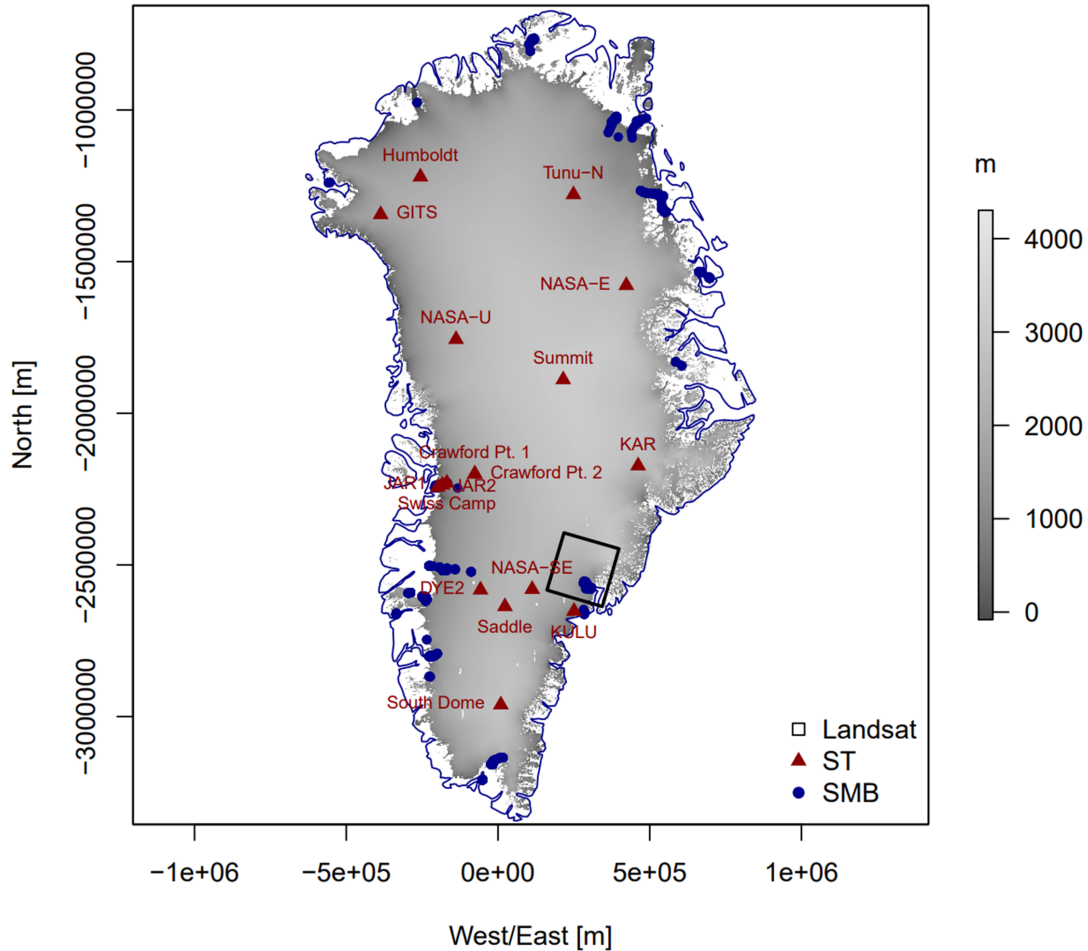 Humboldt
Tunu−N
GITS
NASA−E
NASA−U
Summit
KAR
Crawford Pt. 1
Crawford Pt. 2
JAR1
JAR2
Swiss Camp
NASA−SE
DYE2
Saddle
KULU
South Dome
Landsat
ST
SMB
m
4000
3000
2000
1000
0
North [m]
−1000000
−1500000
−2000000
−2500000
−3000000
−1e+06
−5e+05
0e+00
5e+05
1e+06
West/East [m]